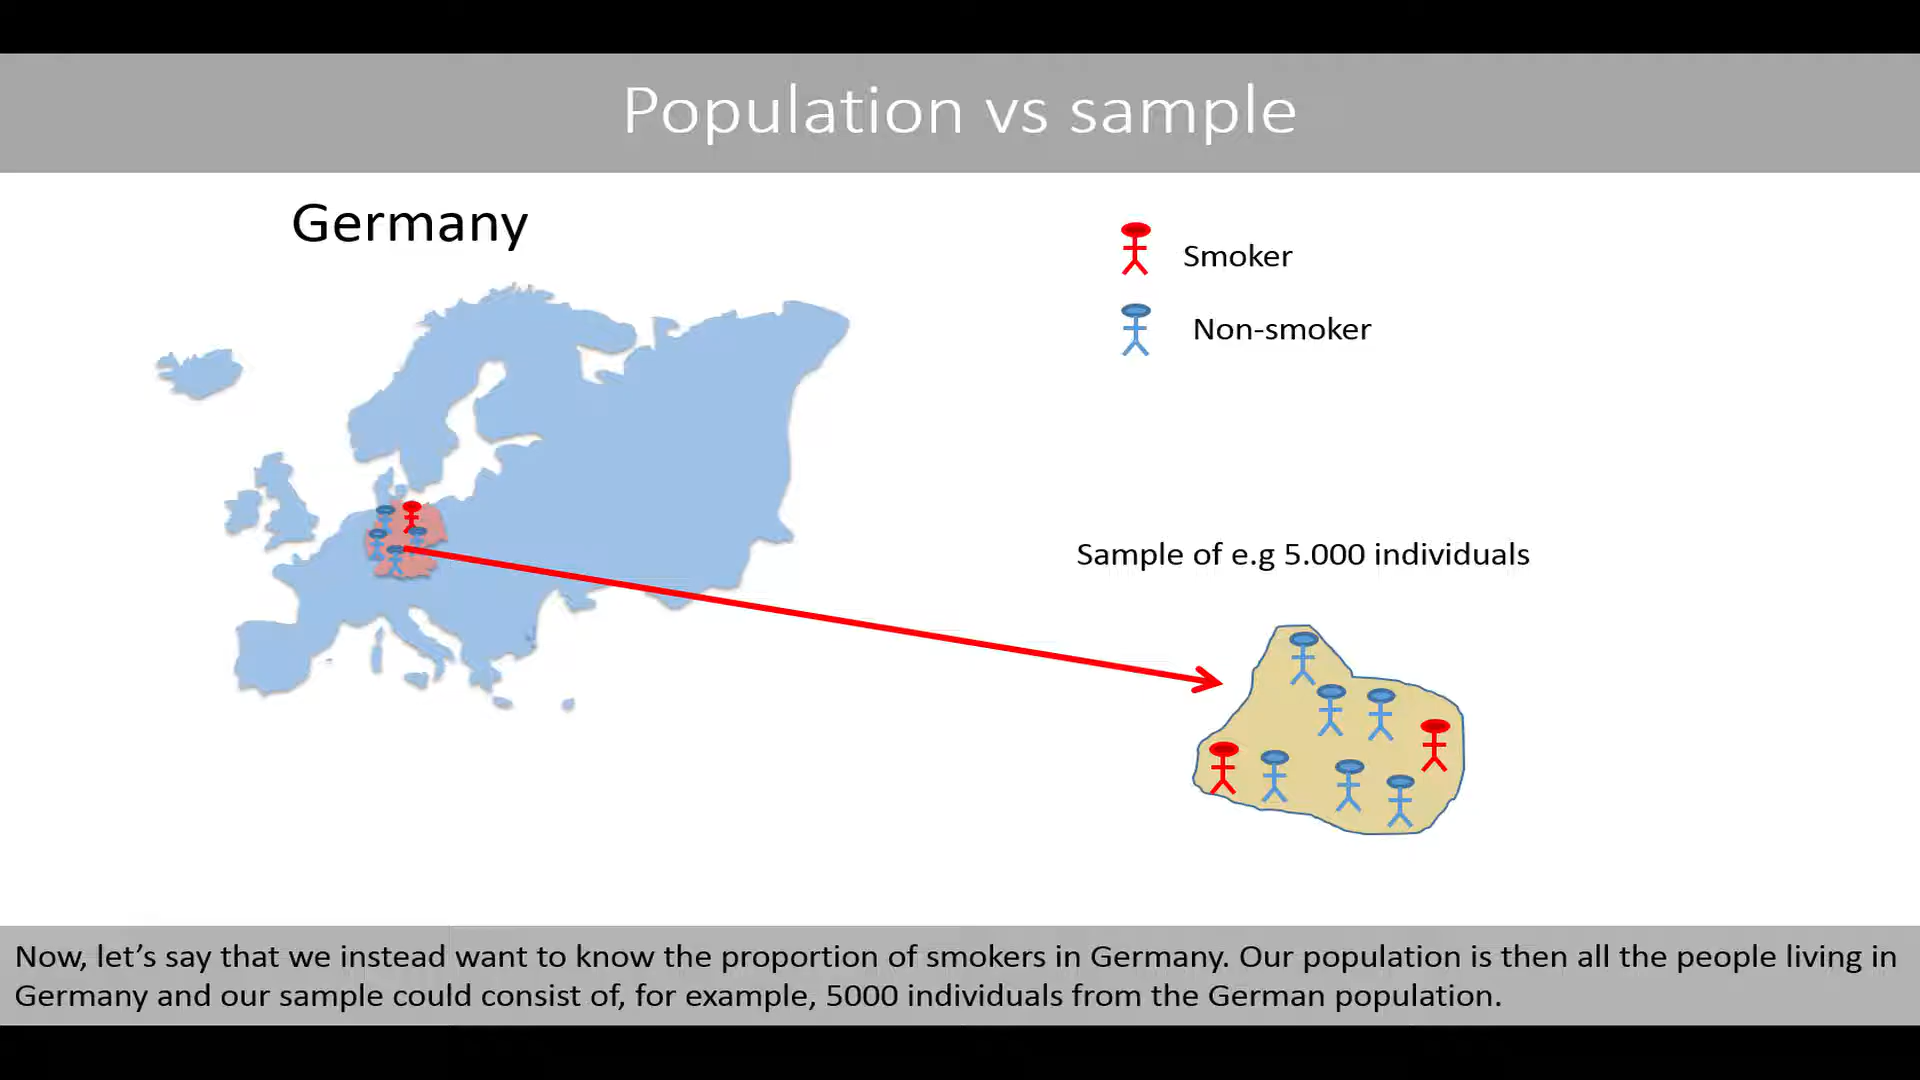 Population vs sample
Germany
Smoker
Non-smoker
Sample of e.g 5.000 individuals
Now, let’s say that we instead want to know the proportion of smokers in Germany. Our population is then all the people living in
Germany and our sample could consist of, for example, 5000 individuals from the German population.